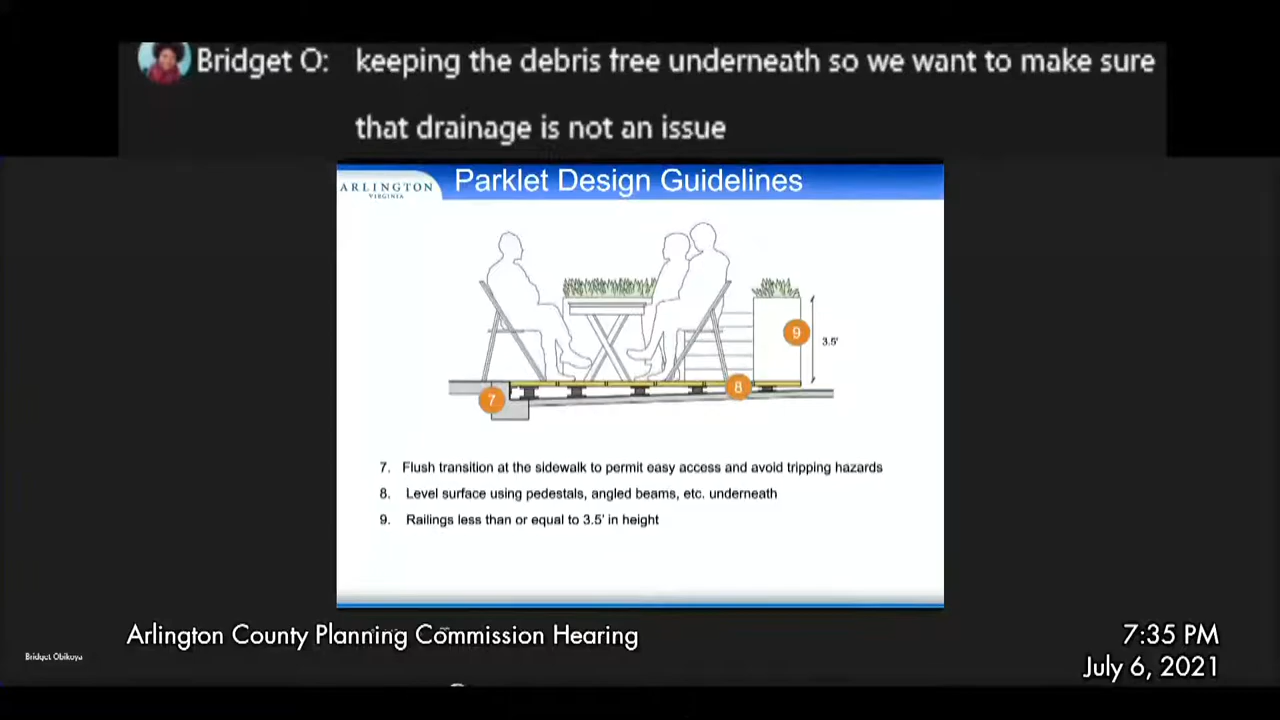 Bridget O: keeping the debris free underneath so we want to make sure
that drainage is not an issue
ARLINGTON
VIRGINIA
Parklet Design Guidelines
9
3.5'
8
7
7. Flush transition at the sidewalk to permit easy access and avoid tripping hazards
8. Level surface using pedestals, angled beams, etc. underneath
9. Railings less than or equal to 3.5' in height
Arlington County Planning Commission Hearing
7:35 PM
Bridget Obikoya
July 6, 2021